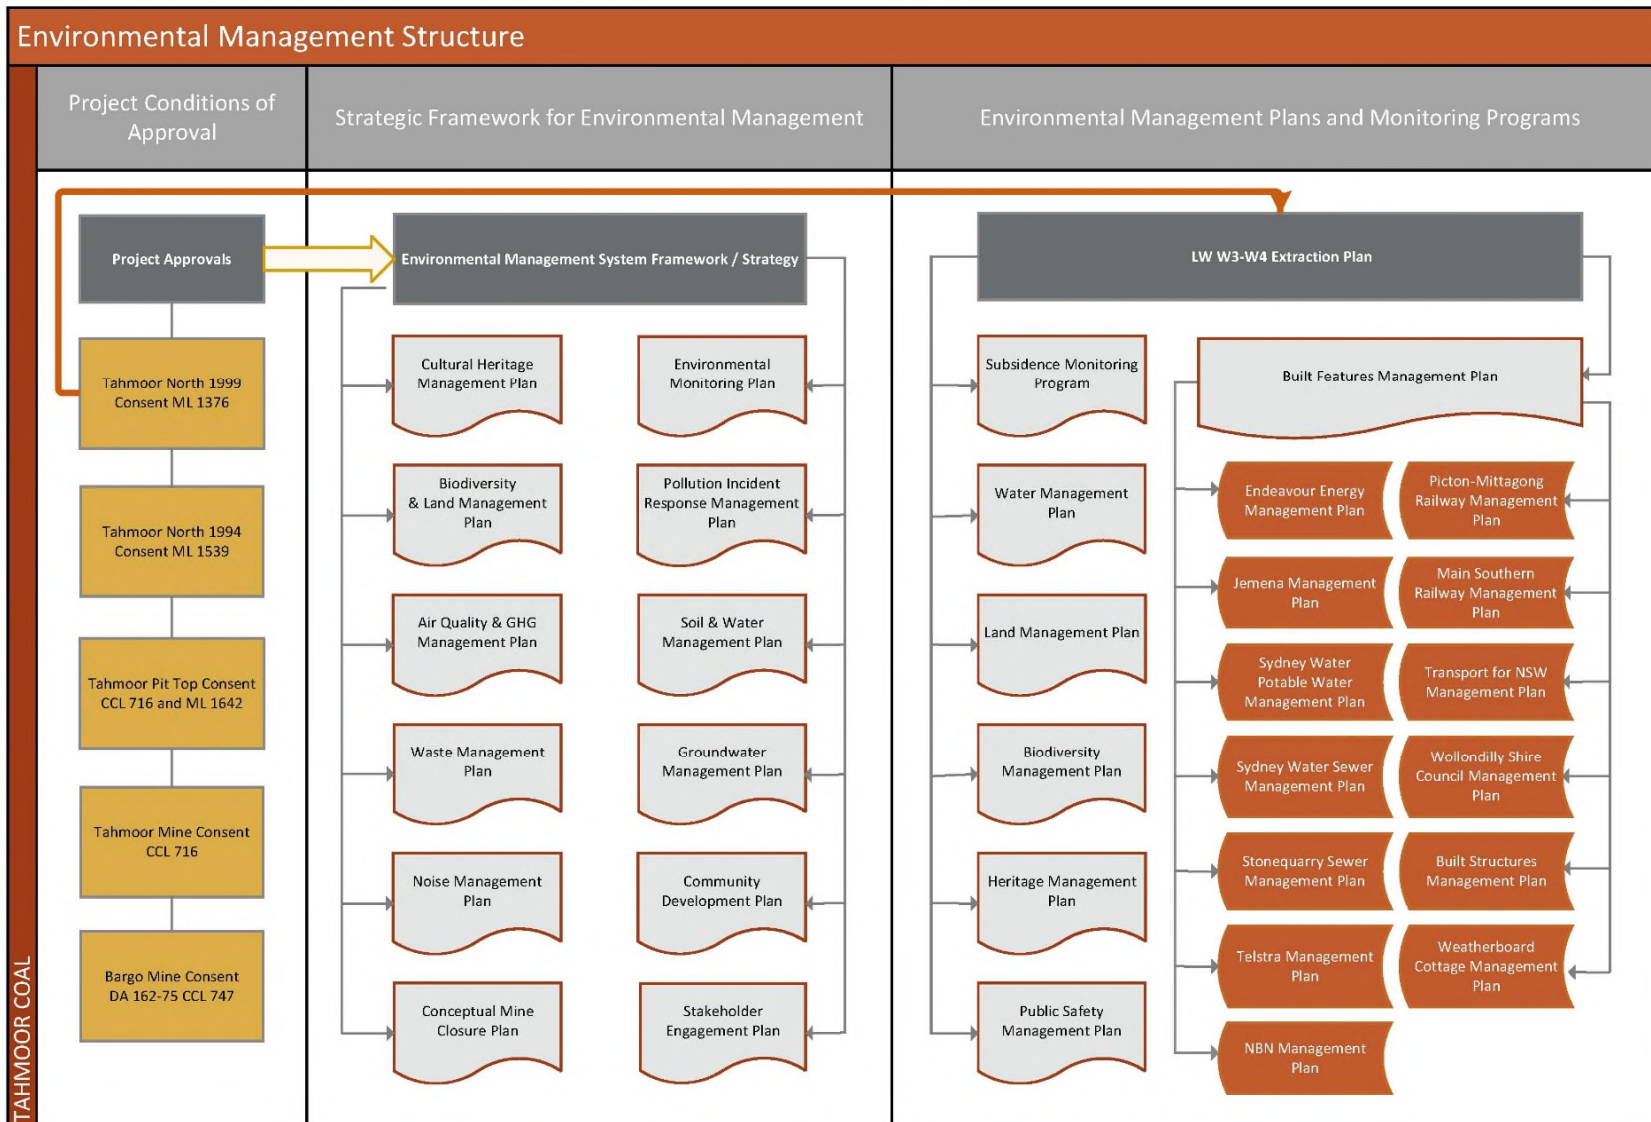 Environmental Management Structure
TAHMOOR COAL
Project Conditions of
Approval
Strategic Framework for Environmental Management
Environmental Management Plans and Monitoring Programs
Project Approvals
Tahmoor North 1999
Consent ML 1376
Tahmoor North 1994
Consent ML 1539
Tahmoor Pit Top Consent
CCL 716 and ML 1642
Tahmoor Mine Consent
CCL 716
Bargo Mine Consent
DA 162-75 CCL 747
Environmental Management System Framework / Strategy
Cultural Heritage
Management Plan
Biodiversity
& Land Management
Plan
Air Quality & GHG
Management Plan
Waste Management
Plan
Noise Management
Plan
Conceptual Mine
Closure Plan
Environmental
Monitoring Plan
Pollution Incident
Response Management
Plan
Soil & Water
Management Plan
Groundwater
Management Plan
Community
Development Plan
Stakeholder
Engagement Plan
LW W3-W4 Extraction Plan
Subsidence Monitoring
Program
Water Management
Plan
Land Management Plan
Biodiversity
Management Plan
Heritage Management
Plan
Public Safety
Management Plan
Built Features Management Plan
Endeavour Energy
Management Plan
Jemena Management
Plan
Sydney Water
Potable Water
Management Plan
Sydney Water Sewer
Management Plan
Stonequarry Sewer
Management Plan
Telstra Management
Plan
NBN Management
Plan
Picton-Mittagong
Railway Management
Plan
Main Southern
Railway Management
Plan
Transport for NSW
Management Plan
Wollondilly Shire
Council Management
Plan
Built Structures
Management Plan
Weatherboard
Cottage Management
Plan